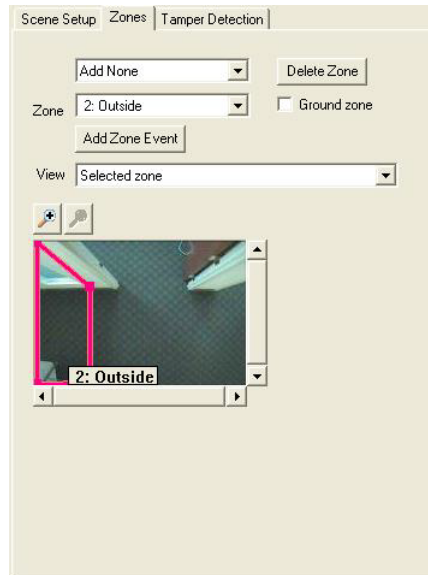 Scene Setup Zones Tamper Detection
Add None Delete Zone
Zone 2: Outside Ground zone
Add Zone Event
View Selected zone
2: Outside